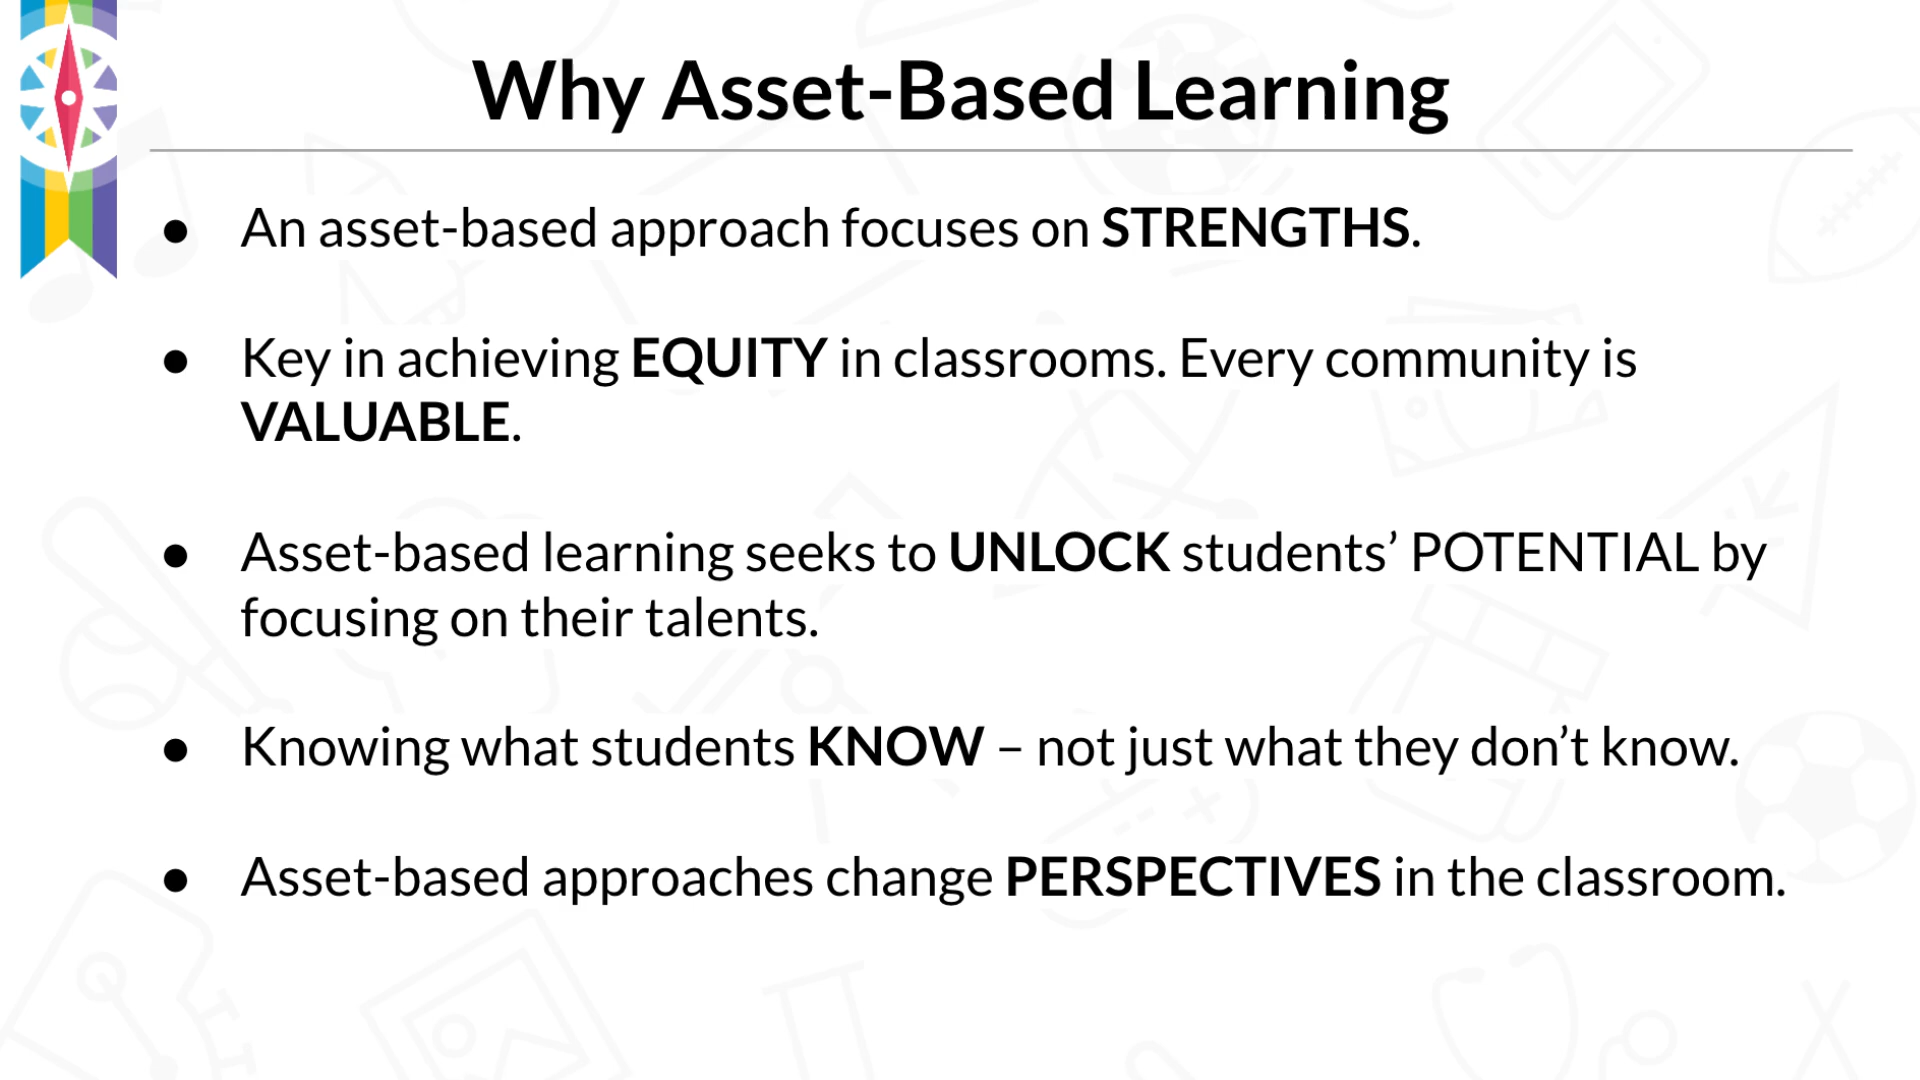 Why Asset-Based Learning
● An asset-based approach focuses on STRENGTHS.
● Key in achieving EQUITY in classrooms. Every community is
VALUABLE.
● Asset-based learning seeks to UNLOCK students’ POTENTIAL by
focusing on their talents.
● Knowing what students KNOW – not just what they don’t know.
● Asset-based approaches change PERSPECTIVES in the classroom.